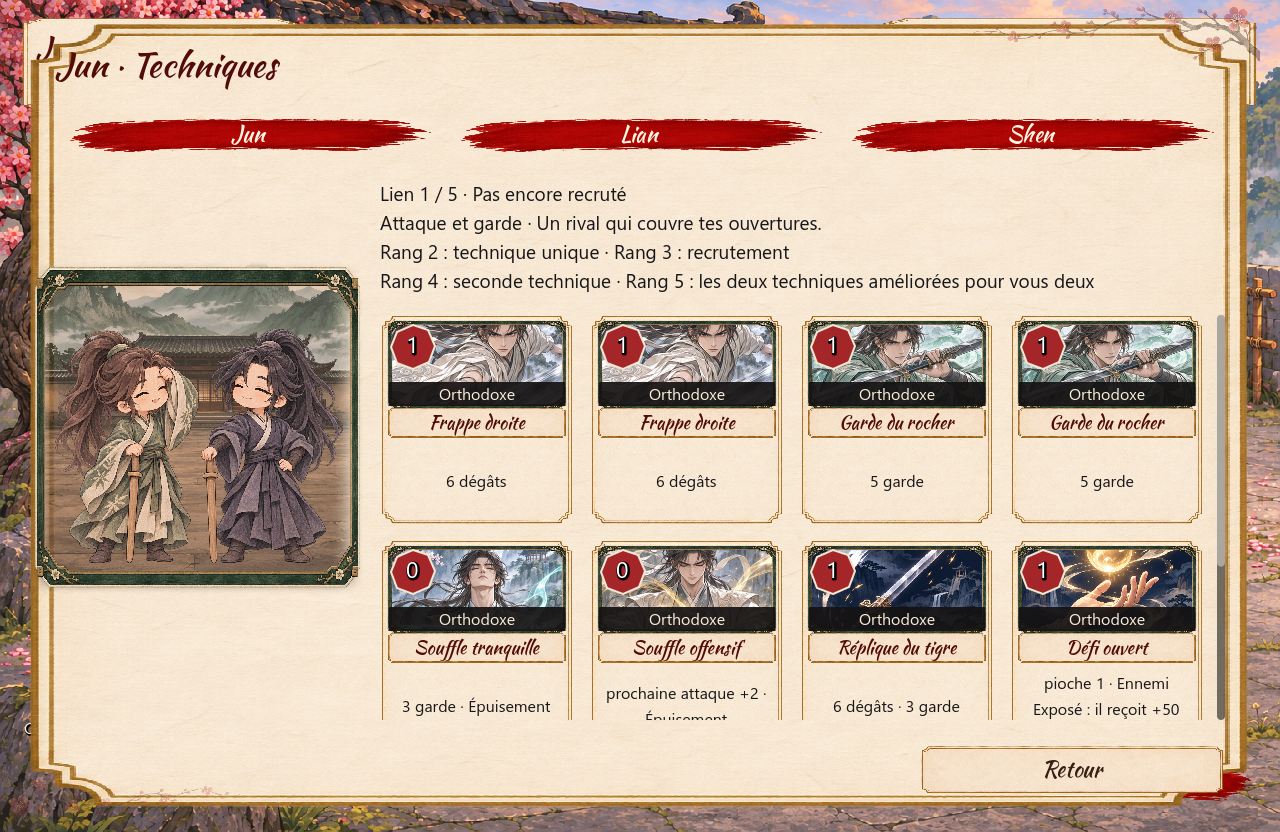 Jun · Techniques
Jun
Lian
Shen
Lien 1 / 5 · Pas encore recruté
Attaque et garde · Un rival qui couvre tes ouvertures.
Rang 2 : technique unique · Rang 3 : recrutement
Rang 4 : seconde technique · Rang 5 : les deux techniques améliorées pour vous deux
1
Orthodoxe
Frappe droite
6 dégâts
1
Orthodoxe
Frappe droite
6 dégâts
1
Orthodoxe
Garde du rocher
5 garde
1
Orthodoxe
Garde du rocher
5 garde
0
Orthodoxe
Souffle tranquille
3 garde · Épuisement
0
Orthodoxe
Souffle offensif
prochaine attaque +2 ·
Épuisement
1
Orthodoxe
Réplique du tigre
6 dégâts · 3 garde
1
Orthodoxe
Défi ouvert
pioche 1 · Ennemi
Exposé : il reçoit +50
Retour